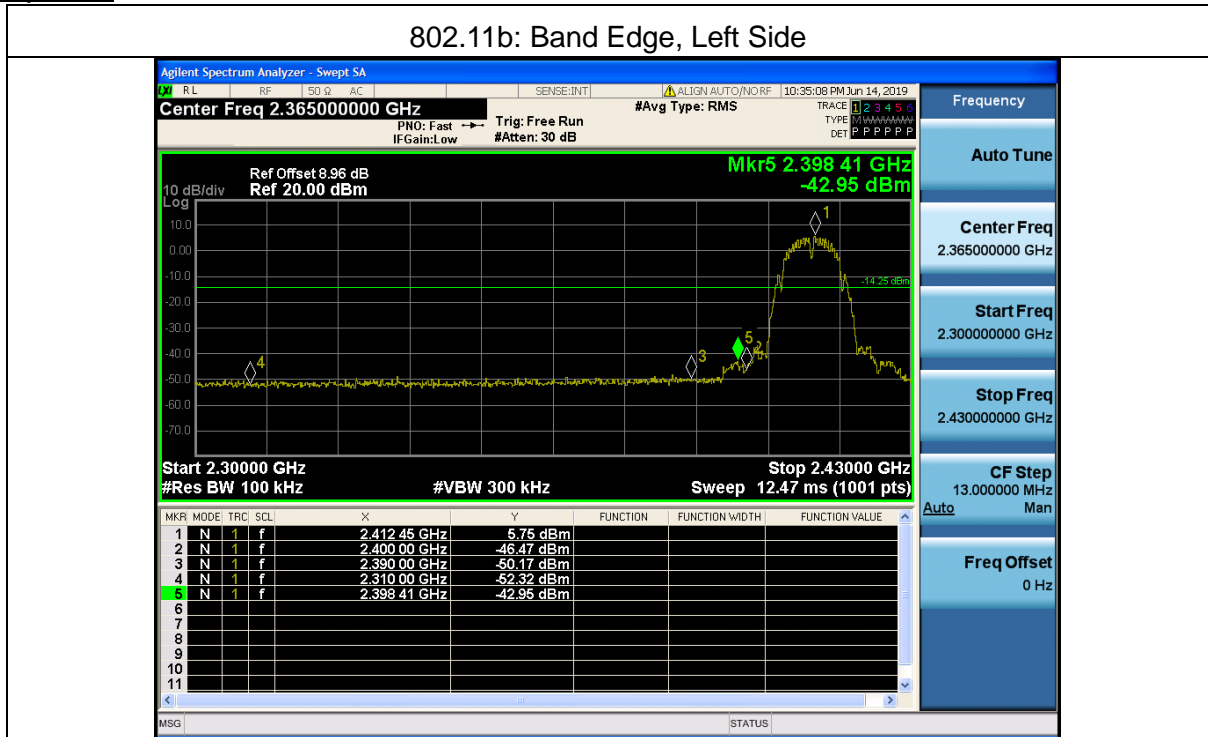 802.11b: Band Edge, Left Side
Agilent Spectrum Analyzer - Swept SA
LXI RL RF 50 Ω AC SENSE:INT ALIGN AUTO/NO RF 10:35:08 PM Jun 14, 2019
Center Freq 2.365000000 GHz #Avg Type: RMS TRACE 1 2 3 4 5 6
PNO: Fast Trig: Free Run TYPE M W W W W W
IFGain:Low #Atten: 30 dB DET P P P P P P
Frequency
Mkr5 2.398 41 GHz
-42.95 dBm
Ref Offset 8.96 dB
10 dB/div Ref 20.00 dBm
Log
10.0
0.00
-10.0
-20.0
-30.0
-40.0
-50.0
-60.0
-70.0
1
-14.25 dBm
5
2
3
4
Start 2.30000 GHz Stop 2.43000 GHz
#Res BW 100 kHz #VBW 300 kHz Sweep 12.47 ms (1001 pts)
MKR MODE TRC SCL X Y FUNCTION FUNCTION WIDTH FUNCTION VALUE
1 N 1 f 2.412 45 GHz 5.75 dBm
2 N 1 f 2.400 00 GHz -46.47 dBm
3 N 1 f 2.390 00 GHz -50.17 dBm
4 N 1 f 2.310 00 GHz -52.32 dBm
5 N 1 f 2.398 41 GHz -42.95 dBm
6
7
8
9
10
11
MSG STATUS
Auto Tune
Center Freq
2.365000000 GHz
Start Freq
2.300000000 GHz
Stop Freq
2.430000000 GHz
CF Step
13.000000 MHz
Auto Man
Freq Offset
0 Hz